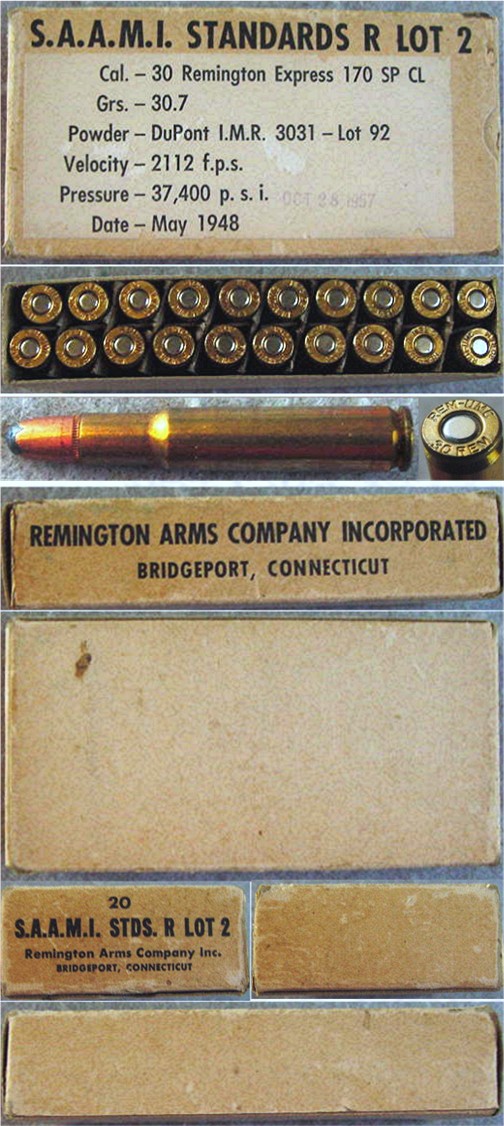 S.A.A.M.I. STANDARDS R LOT 2
Cal. – 30 Remington Express 170 SP CL
Grs. – 30.7
Powder – DuPont I.M.R. 3031 – Lot 92
Velocity – 2112 f.p.s.
Pressure – 37,400 p. s. i.
OCT 28 1957
Date – May 1948
REM-UMC
.30 REM
REMINGTON ARMS COMPANY INCORPORATED
BRIDGEPORT, CONNECTICUT
20
S.A.A.M.I. STDS. R LOT 2
Remington Arms Company Inc.
BRIDGEPORT, CONNECTICUT